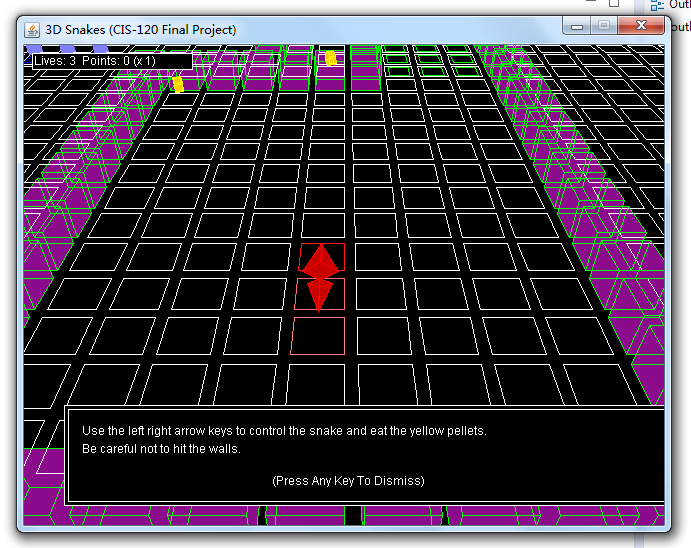 Outl
3D Snakes (CIS-120 Final Project)
outl
Lives: 3 Points: 0 (x 1)
Use the left right arrow keys to control the snake and eat the yellow pellets.
Be careful not to hit the walls.
(Press Any Key To Dismiss)